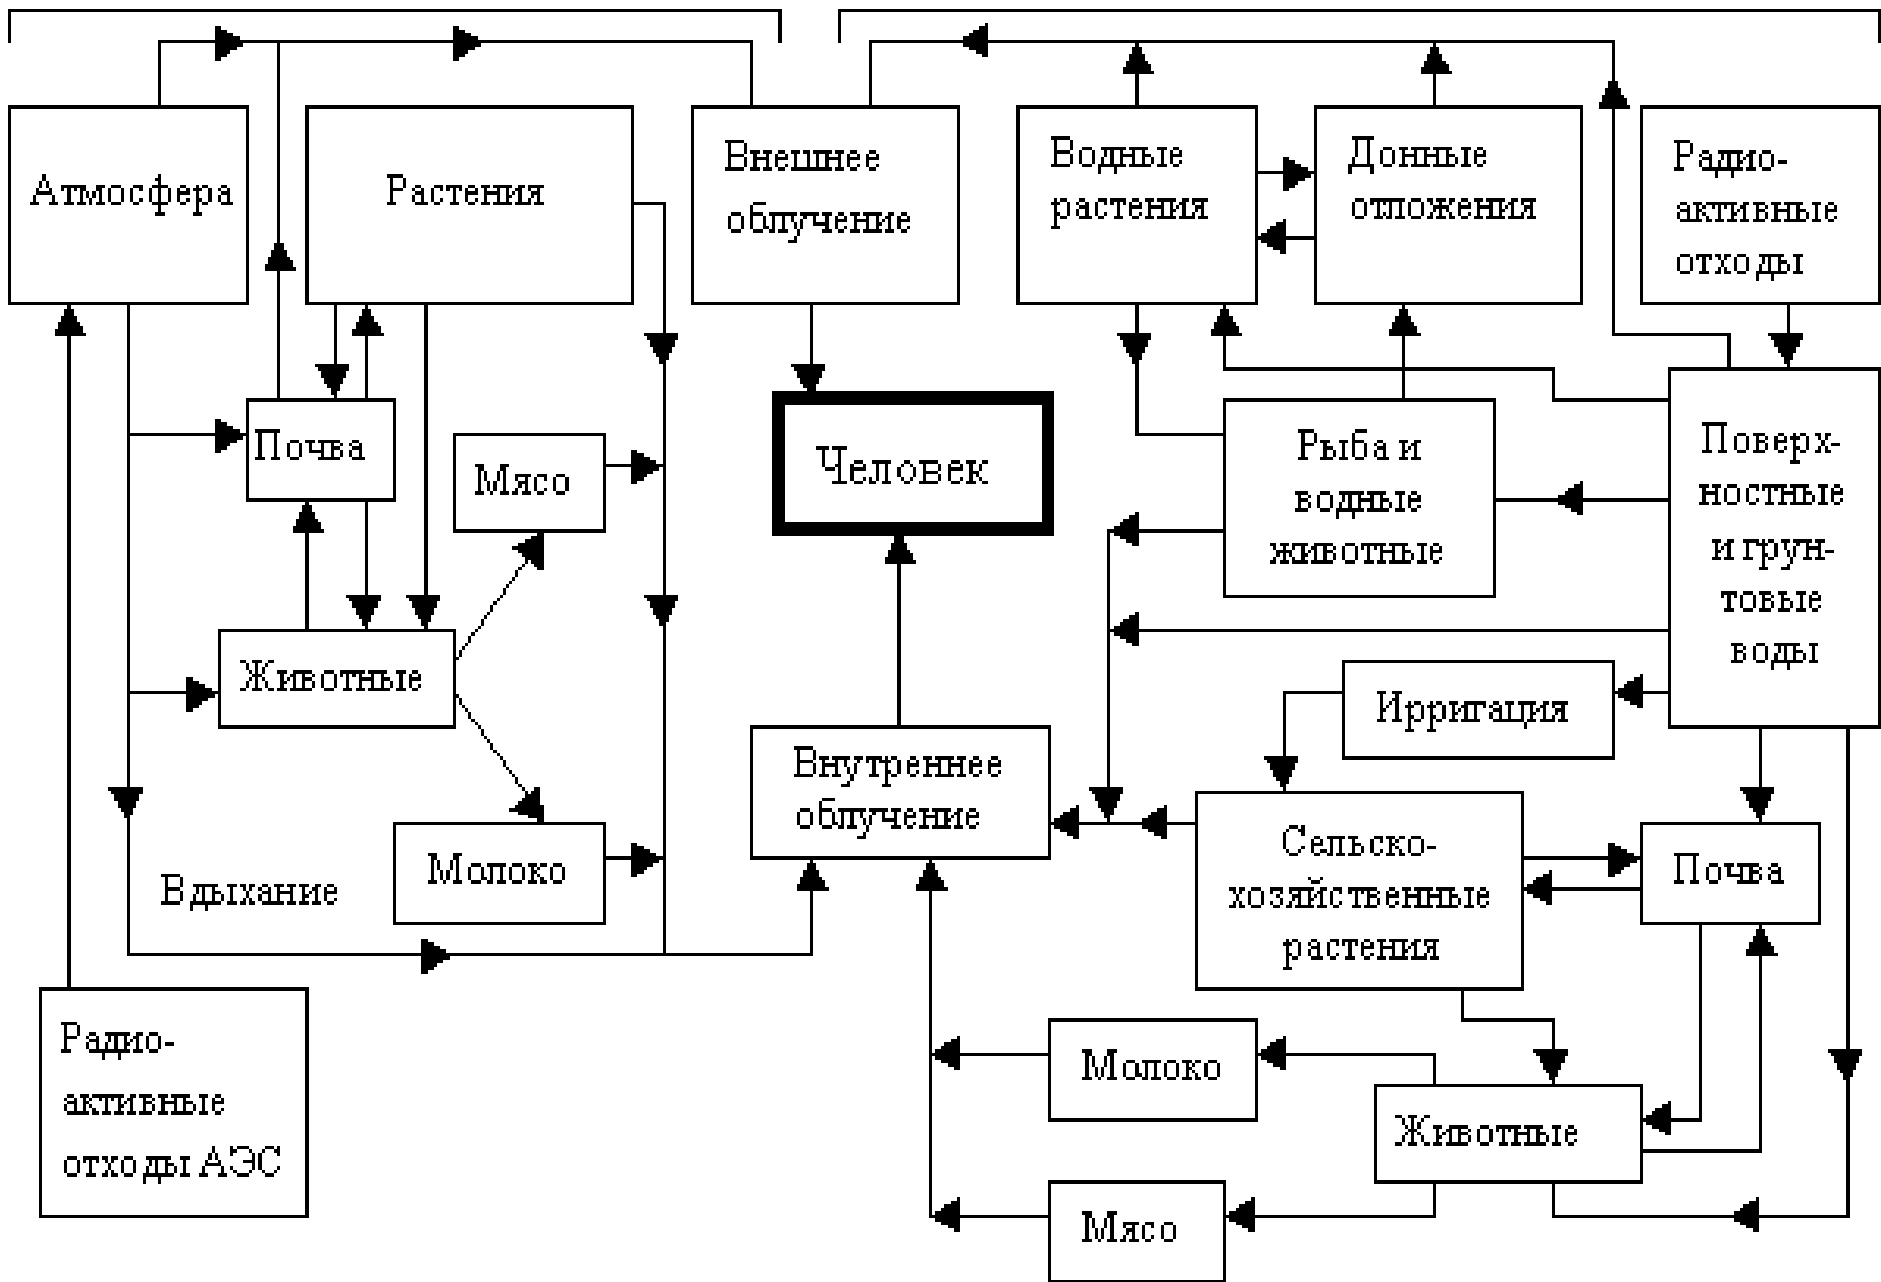 Атмосфера
Растения
Внешнее
облучение
Водные
растения
Донные
отложения
Радио-
активные
отходы
Почва
Мясо
Человек
Рыба и
водные
животные
Поверх-
ностные
и грун-
товые
воды
Животные
Ирригация
Внутреннее
облучение
Молоко
Вдыхание
Сельско-
хозяйственные
растения
Почва
Радио-
активные
отходы АЭС
Молоко
Животные
Мясо